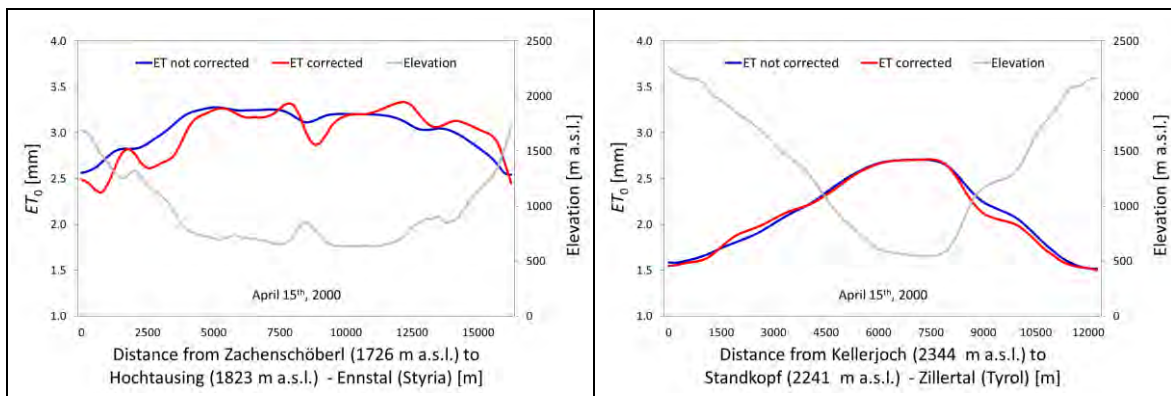 ET not corrected ET corrected Elevation
4.0
3.5
3.0
2.5
2.0
1.5
1.0
ET0 [mm]
2500
2000
1500
1000
500
0
Elevation [m a.s.l.]
April 15th, 2000
0 2500 5000 7500 10000 12500 15000
Distance from Zachenschöberl (1726 m a.s.l.) to
Hochtausing (1823 m a.s.l.) - Ennstal (Styria) [m]
ET not corrected ET corrected Elevation
4.0
3.5
3.0
2.5
2.0
1.5
1.0
ET0 [mm]
2500
2000
1500
1000
500
0
Elevation [m a.s.l.]
April 15th, 2000
0 1500 3000 4500 6000 7500 9000 10500 12000
Distance from Kellerjoch (2344 m a.s.l.) to
Standkopf (2241 m a.s.l.) - Zillertal (Tyrol) [m]